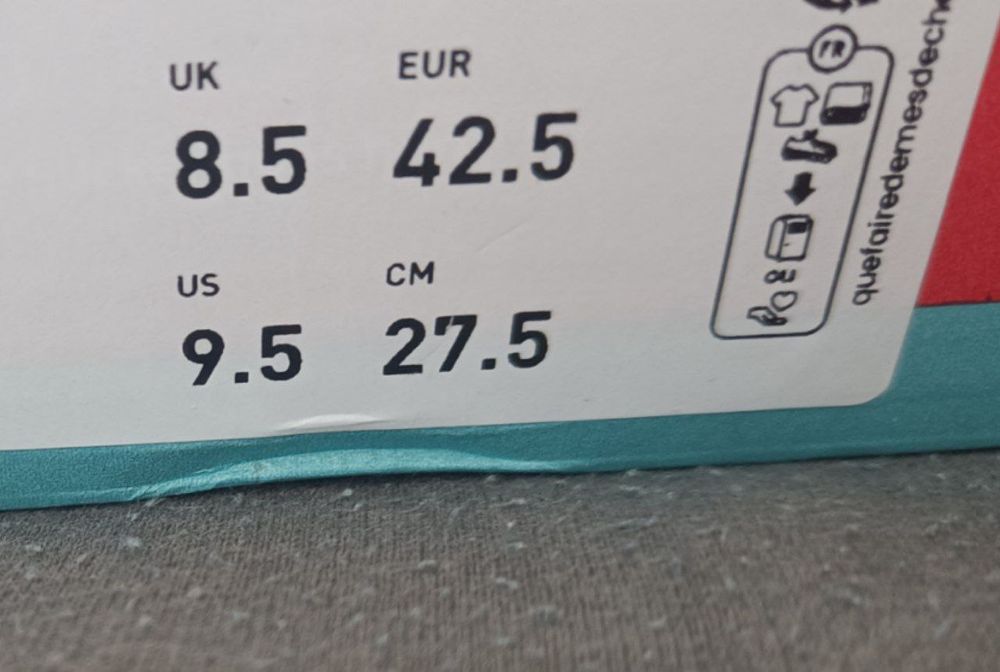 UK EUR
8.5 42.5
US CM
9.5 27.5
FR
quefairedemesdech